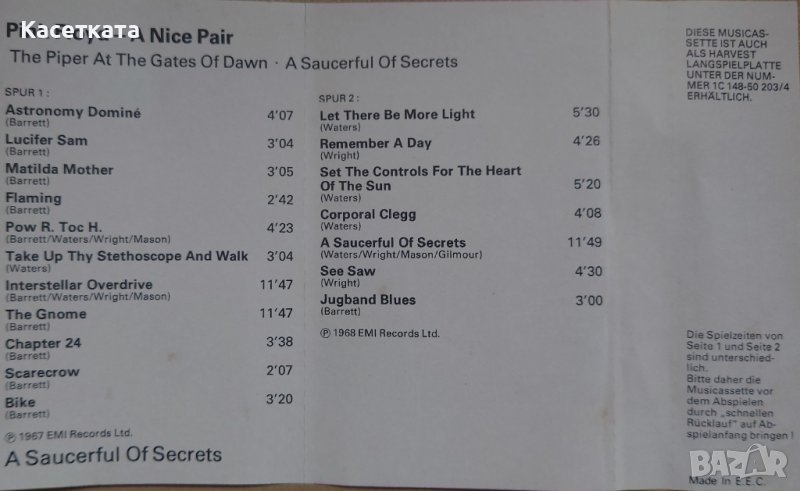 Касетката
– A Nice Pair
The Piper At The Gates Of Dawn · A Saucerful Of Secrets
SPUR 1:
Astronomy Dominé 4'07
(Barrett)
Lucifer Sam 3'04
(Barrett)
Matilda Mother 3'05
(Barrett)
Flaming 2'42
(Barrett)
Pow R. Toc H. 4'23
(Barrett/Waters/Wright/Mason)
Take Up Thy Stethoscope And Walk 3'04
(Waters)
Interstellar Overdrive 11'47
(Barrett/Waters/Wright/Mason)
The Gnome 11'47
(Barrett)
Chapter 24 3'38
(Barrett)
Scarecrow 2'07
(Barrett)
Bike 3'20
(Barrett)
℗ 1967 EMI Records Ltd.
A Saucerful Of Secrets
SPUR 2:
Let There Be More Light 5'30
(Waters)
Remember A Day 4'26
(Wright)
Set The Controls For The Heart
Of The Sun 5'20
(Waters)
Corporal Clegg 4'08
(Waters)
A Saucerful Of Secrets 11'49
(Waters/Wright/Mason/Gilmour)
See Saw 4'30
(Wright)
Jugband Blues 3'00
(Barrett)
℗ 1968 EMI Records Ltd.
DIESE MUSICAS-
SETTE IST AUCH
ALS HARVEST
LANGSPIELPLATTE
UNTER DER NUM-
MER 1C 148-50 203/4
ERHÄLTLICH.
Die Spielzeiten von
Seite 1 und Seite 2
sind unterschied-
lich.
Bitte daher die
Musicassette vor
dem Abspielen
durch „schnellen
Rücklauf" auf Ab-
spielanfang bringen!
Made In E.E.C.
BAZAR